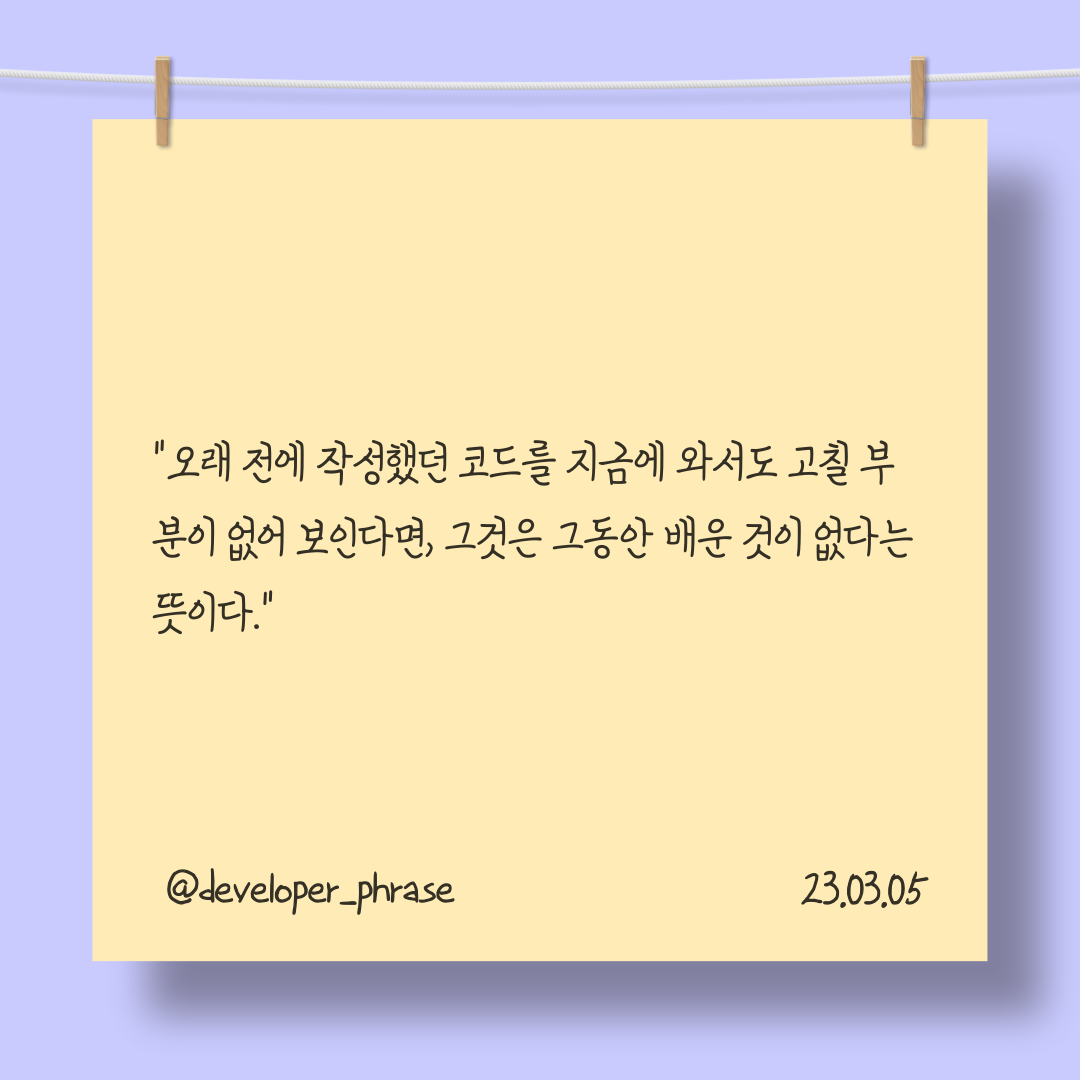 "오래 전에 작성했던 코드를 지금에 와서도 고칠 부
분이 없어 보인다면, 그것은 그동안 배운 것이 없다는
뜻이다."
@developer_phrase
23.03.05